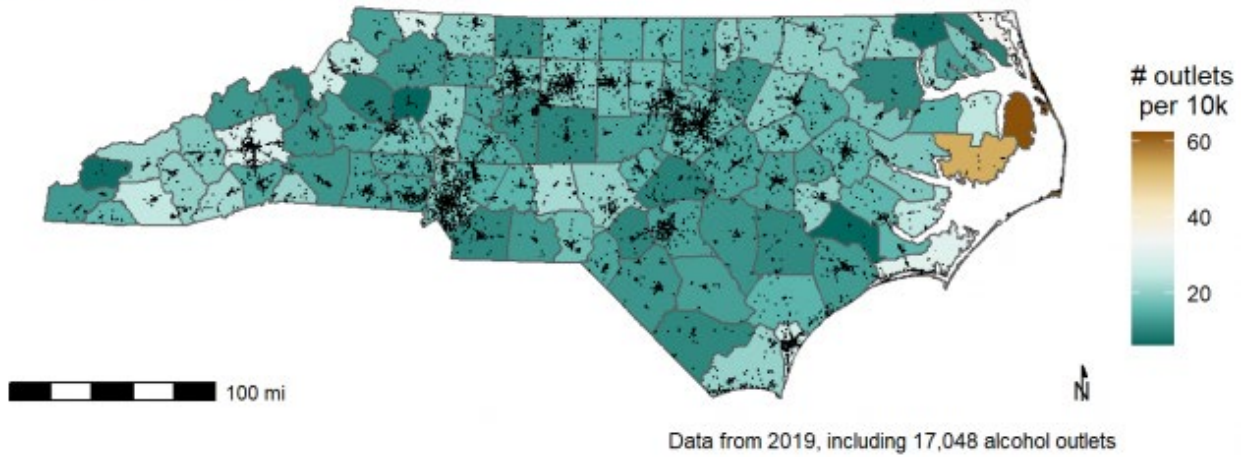 # outlets
per 10k
60
40
20
100 mi
N
Data from 2019, including 17,048 alcohol outlets